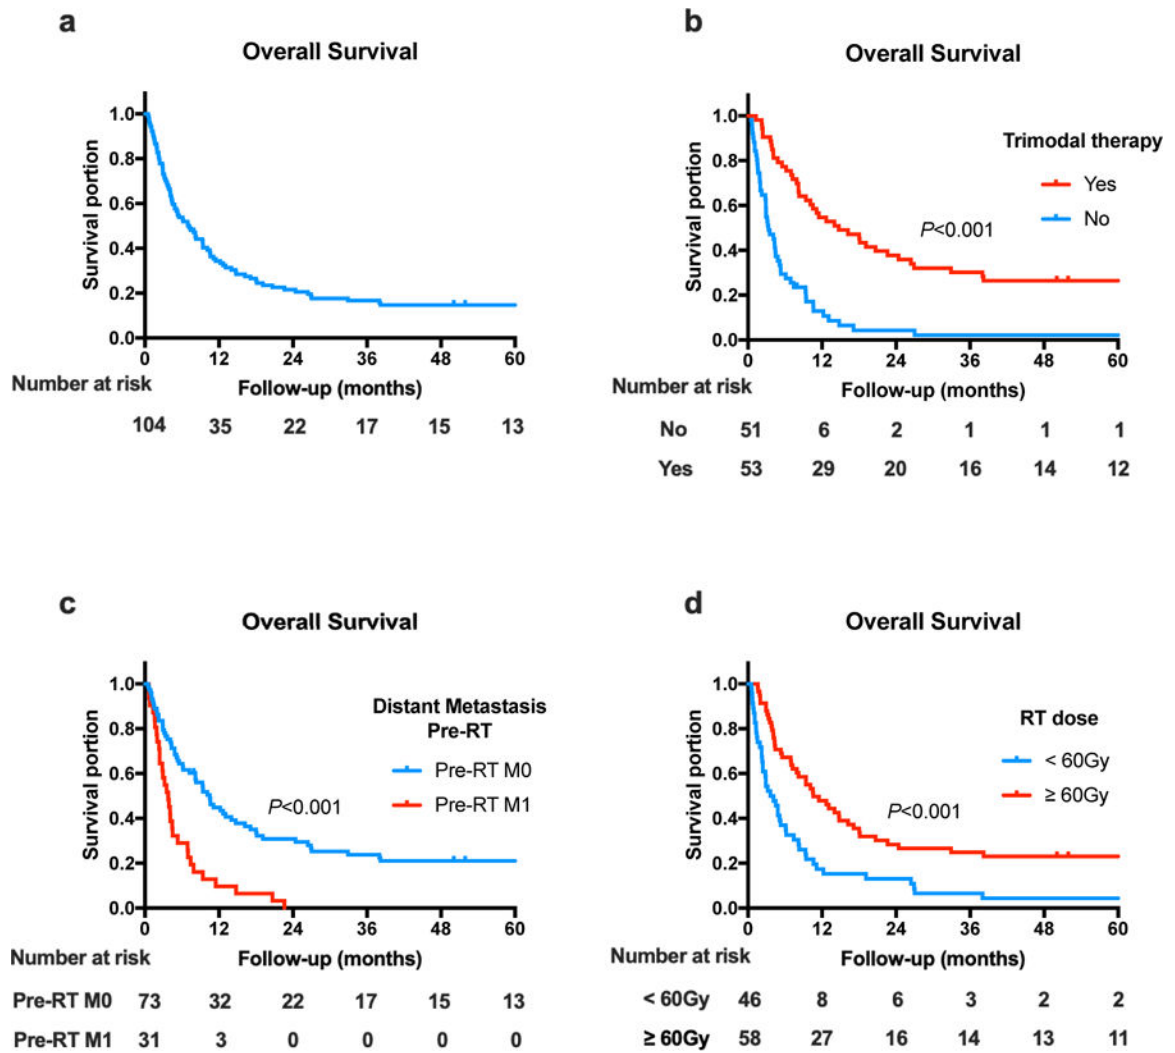 a
Overall Survival
Survival portion
1.0
0.8
0.6
0.4
0.2
0.0
0 12 24 36 48 60
Follow-up (months)
Number at risk
104 35 22 17 15 13
b
Overall Survival
Survival portion
1.0
0.8
0.6
0.4
0.2
0.0
Trimodal therapy
Yes
No
P<0.001
0 12 24 36 48 60
Follow-up (months)
Number at risk
No 51 6 2 1 1 1
Yes 53 29 20 16 14 12
c
Overall Survival
Survival portion
1.0
0.8
0.6
0.4
0.2
0.0
Distant Metastasis
Pre-RT
Pre-RT M0
Pre-RT M1
P<0.001
0 12 24 36 48 60
Follow-up (months)
Number at risk
Pre-RT M0 73 32 22 17 15 13
Pre-RT M1 31 3 0 0 0 0
d
Overall Survival
Survival portion
1.0
0.8
0.6
0.4
0.2
0.0
RT dose
< 60Gy
≥ 60Gy
P<0.001
0 12 24 36 48 60
Follow-up (months)
Number at risk
< 60Gy 46 8 6 3 2 2
≥ 60Gy 58 27 16 14 13 11